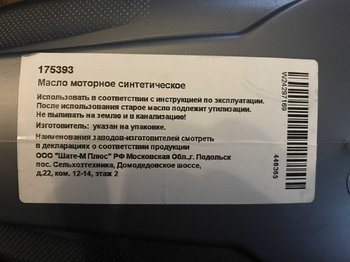 175393
Масло моторное синтетическое
Использовать в соответствии с инструкцией по эксплуатации.
После использования старое масло подлежит утилизации.
Не выливать на землю и в канализацию!
Изготовитель: указан на упаковке.
Наименования заводов-изготовителей смотреть
в декларациях о соответствии продукции
ООО "Шате-М Плюс" РФ Московская Обл.,г. Подольск
пос. Сельхозтехника, Домодедовское шоссе,
д.22, ком. 12-14, этаж 2
446365